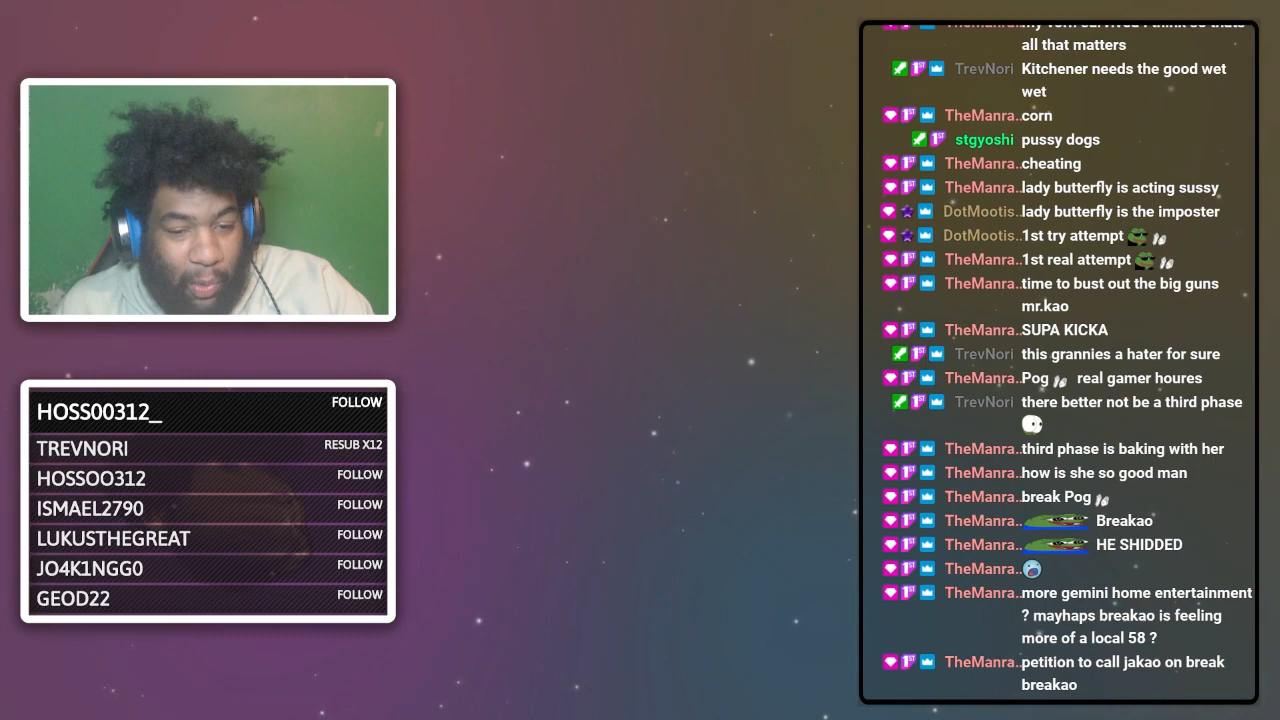 HOSS00312_ FOLLOW
TREVNORI RESUB X12
HOSSOO312 FOLLOW
ISMAEL2790 FOLLOW
LUKUSTHEGREAT FOLLOW
JO4K1NGG0 FOLLOW
GEOD22 FOLLOW
all that matters
TrevNori Kitchener needs the good wet
wet
TheManra..corn
stgyoshi pussy dogs
TheManra..cheating
TheManra..lady butterfly is acting sussy
DotMootis..lady butterfly is the imposter
DotMootis..1st try attempt
TheManra..1st real attempt
TheManra..time to bust out the big guns
mr.kao
TheManra..SUPA KICKA
TrevNori this grannies a hater for sure
TheManra..Pog real gamer houres
TrevNori there better not be a third phase
TheManra..third phase is baking with her
TheManra..how is she so good man
TheManra..break Pog
TheManra.. Breakao
TheManra.. HE SHIDDED
TheManra..
TheManra..more gemini home entertainment
? mayhaps breakao is feeling
more of a local 58 ?
TheManra..petition to call jakao on break
breakao